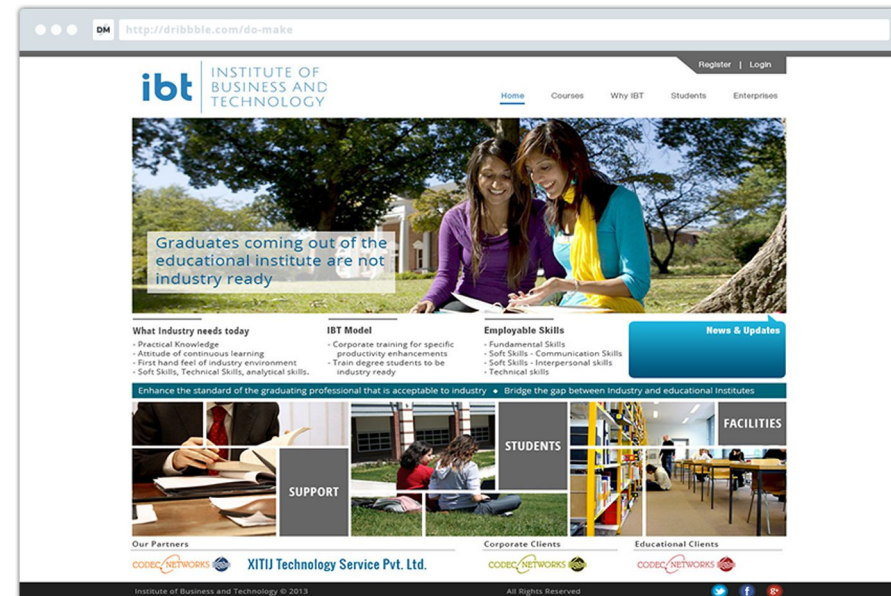 DM http://dribbble.com/do-make
Register | Login
ibt INSTITUTE OF
BUSINESS AND
TECHNOLOGY
Home Courses Why IBT Students Enterprises
Graduates coming out of the
educational institute are not
industry ready
What Industry needs today
- Practical Knowledge
- Attitude of continuous learning
- First hand feel of industry environment
- Soft Skills, Technical Skills, analytical skills.
IBT Model
- Corporate training for specific
productivity enhancements
- Train degree students to be
industry ready
Employable Skills
- Fundamental Skills
- Soft Skills - Communication Skills
- Soft Skills - Interpersonal skills
- Technical skills
News & Updates
Enhance the standard of the graduating professional that is acceptable to industry ◆ Bridge the gap between Industry and educational Institutes
SUPPORT
STUDENTS
FACILITIES
Our Partners
CODEC NETWORKS XITIJ Technology Service Pvt. Ltd.
Corporate Clients
CODEC NETWORKS
Educational Clients
CODEC NETWORKS
Institute of Business and Technology © 2013 All Rights Reserved f g+